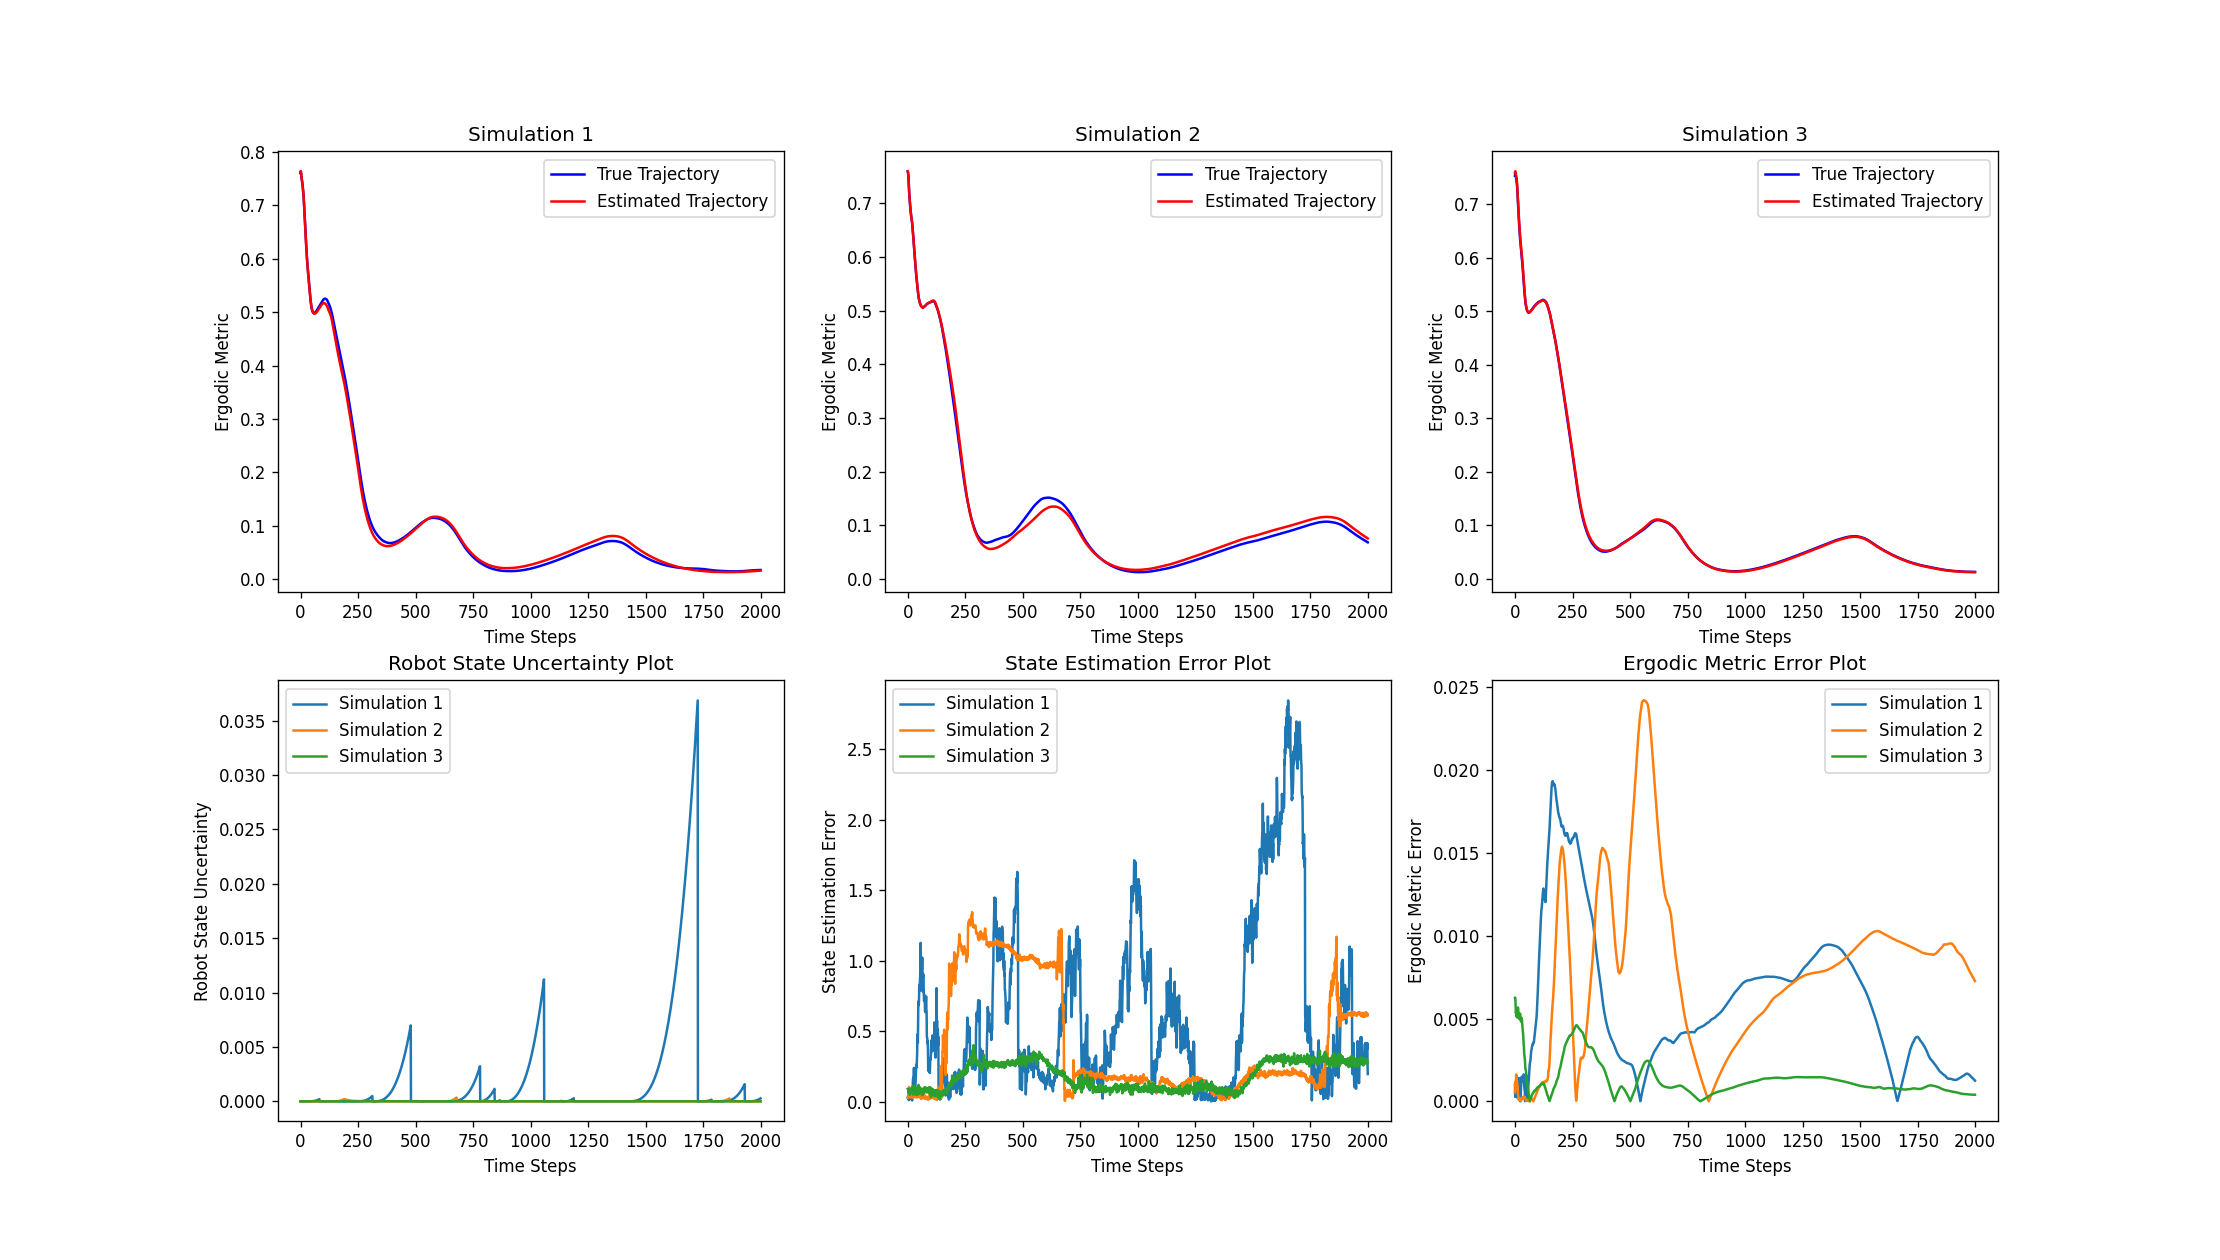 Simulation 1
0.8
0.7
0.6
0.5
0.4
0.3
0.2
0.1
0.0
Ergodic Metric
True Trajectory
Estimated Trajectory
0 250 500 750 1000 1250 1500 1750 2000
Time Steps
Simulation 2
0.7
0.6
0.5
0.4
0.3
0.2
0.1
0.0
Ergodic Metric
True Trajectory
Estimated Trajectory
0 250 500 750 1000 1250 1500 1750 2000
Time Steps
Simulation 3
0.7
0.6
0.5
0.4
0.3
0.2
0.1
0.0
Ergodic Metric
True Trajectory
Estimated Trajectory
0 250 500 750 1000 1250 1500 1750 2000
Time Steps
Robot State Uncertainty Plot
Simulation 1
Simulation 2
Simulation 3
0.035
0.030
0.025
0.020
0.015
0.010
0.005
0.000
Robot State Uncertainty
0 250 500 750 1000 1250 1500 1750 2000
Time Steps
State Estimation Error Plot
Simulation 1
Simulation 2
Simulation 3
2.5
2.0
1.5
1.0
0.5
0.0
State Estimation Error
0 250 500 750 1000 1250 1500 1750 2000
Time Steps
Ergodic Metric Error Plot
Simulation 1
Simulation 2
Simulation 3
0.025
0.020
0.015
0.010
0.005
0.000
Ergodic Metric Error
0 250 500 750 1000 1250 1500 1750 2000
Time Steps